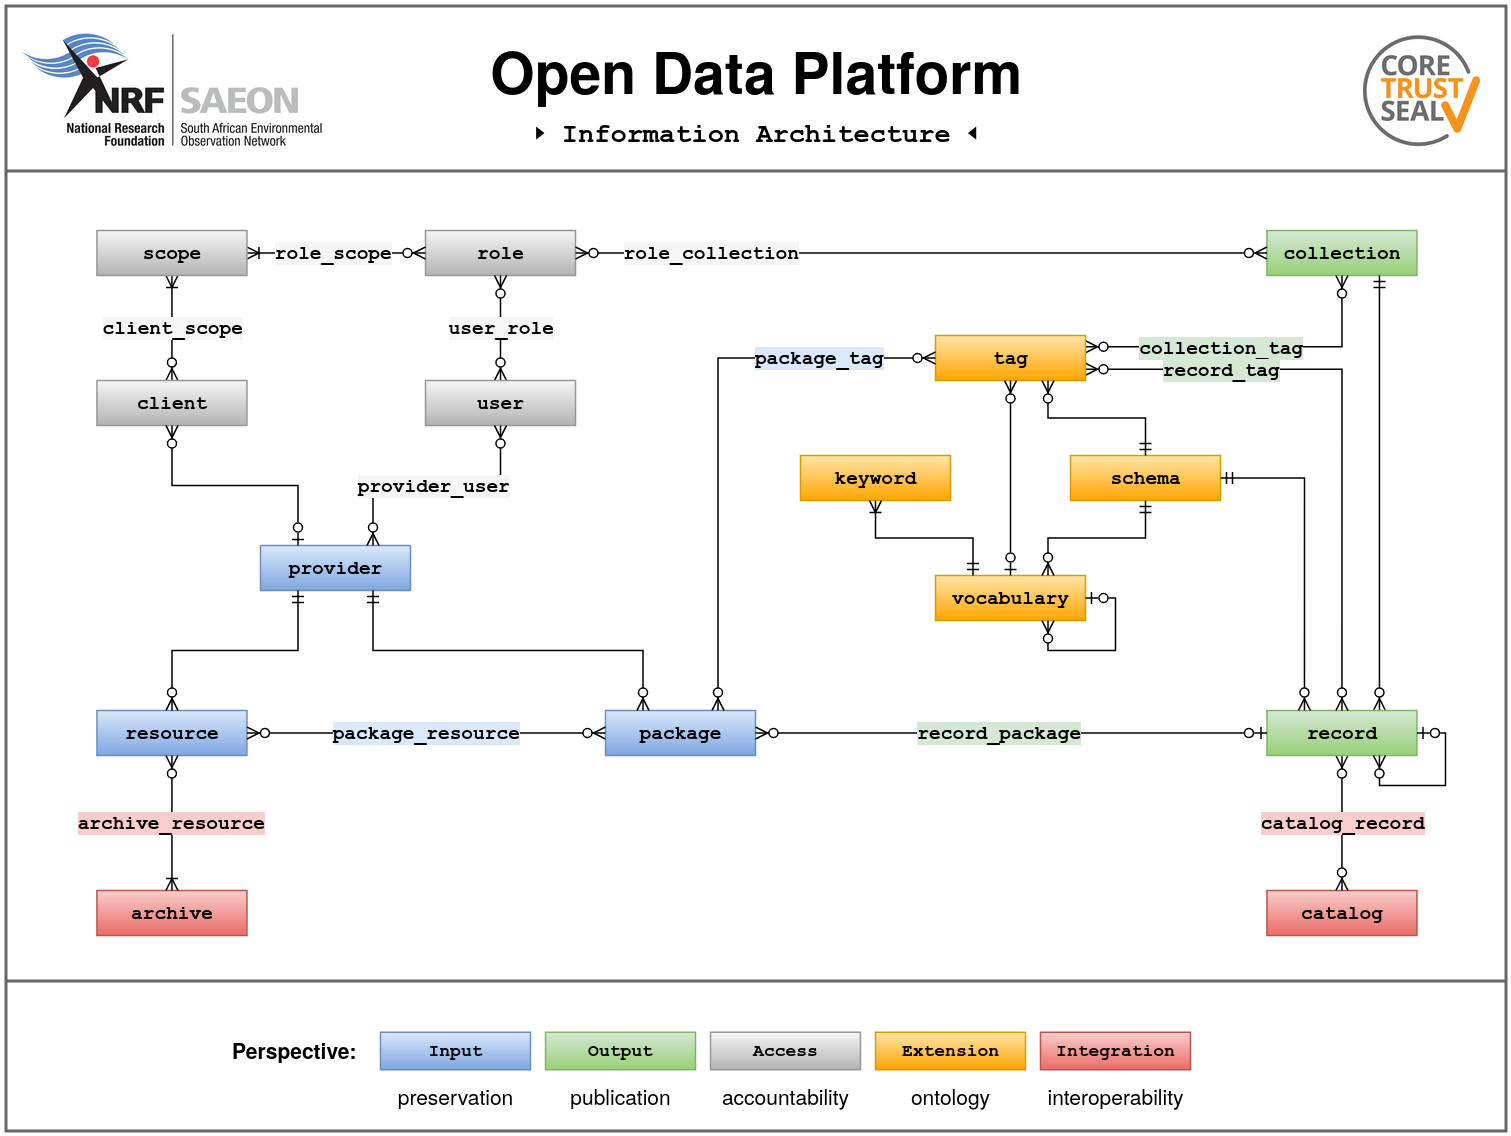 NRF
SAEON
National Research
Foundation
South African Environmental
Observation Network
Open Data Platform
Information Architecture
CORE
TRUST
SEAL
scope
role_scope
role
role_collection
collection
client_scope
user_role
package_tag
tag
collection_tag
record_tag
client
user
provider_user
keyword
schema
provider
vocabulary
resource
package_resource
package
record_package
record
archive_resource
catalog_record
archive
catalog
Perspective:
Input
Output
Access
Extension
Integration
preservation
publication
accountability
ontology
interoperability